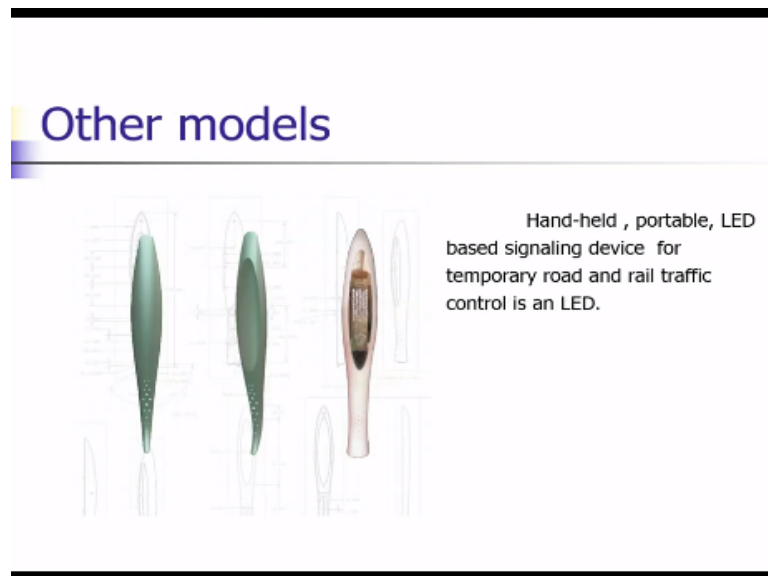 Other models
Hand-held , portable, LED
based signaling device  for
temporary road and rail traffic
control is an LED.